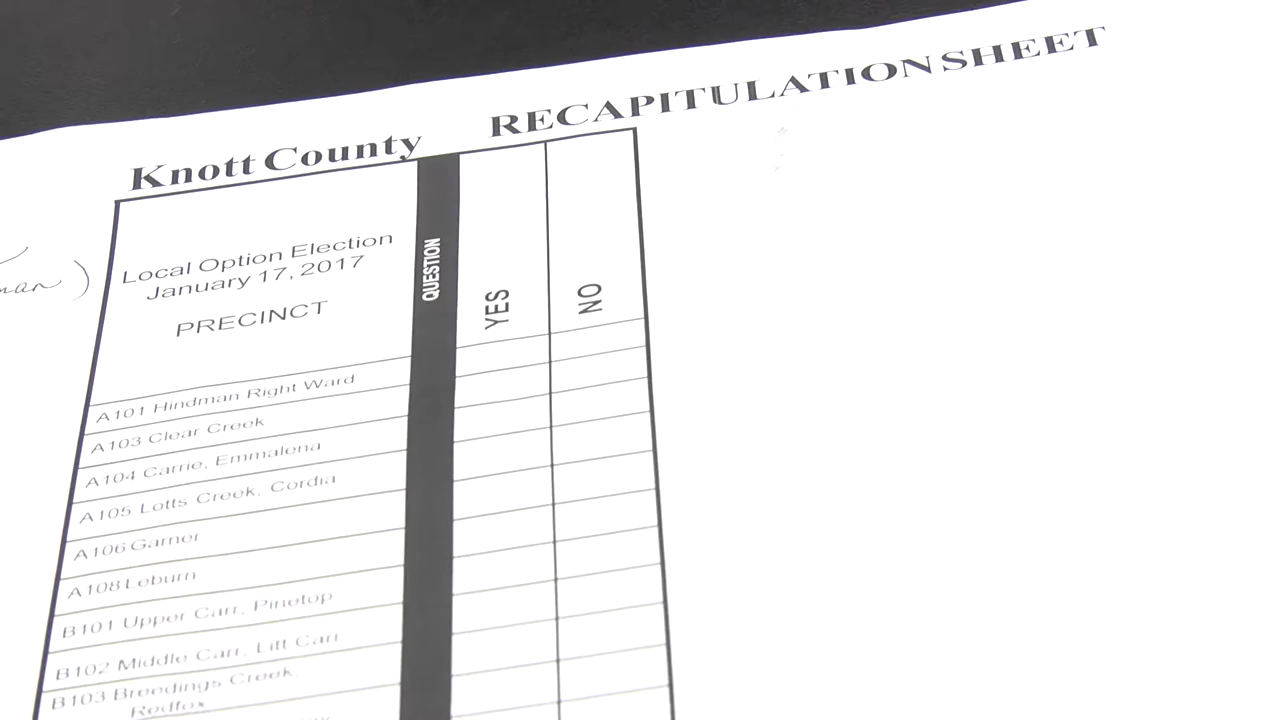 Knott County RECAPITULATION SHEET
Local Option Election
January 17, 2017
PRECINCT
QUESTION
YES
NO
A101 Hindman Right Ward
A103 Clear Creek
A104 Carrie, Emmalena
A105 Lotts Creek, Cordia
A106 Garner
A108 Leburn
B101 Upper Carr, Pinetop
B102 Middle Carr, Litt Carr
B103 Breedings Creek,
Redfox